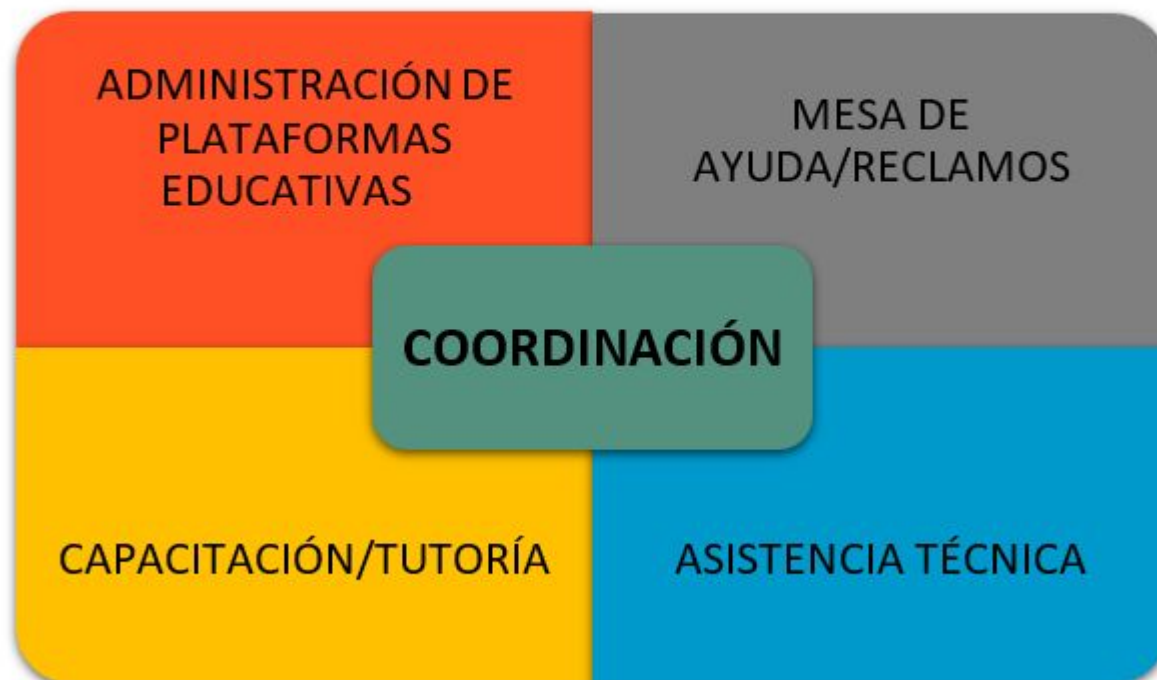 ADMINISTRACIÓN DE
PLATAFORMAS
EDUCATIVAS
MESA DE
AYUDA/RECLAMOS
COORDINACIÓN
CAPACITACIÓN/TUTORÍA
ASISTENCIA TÉCNICA